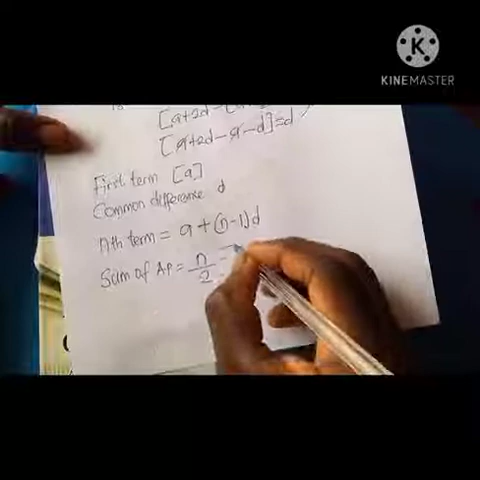 KINEMASTER
[a+2d-[a
[a+2d-a-d]=d
First term [a]
Common difference d
Nth term = a+(n-1)d
Sum of AP = n/2